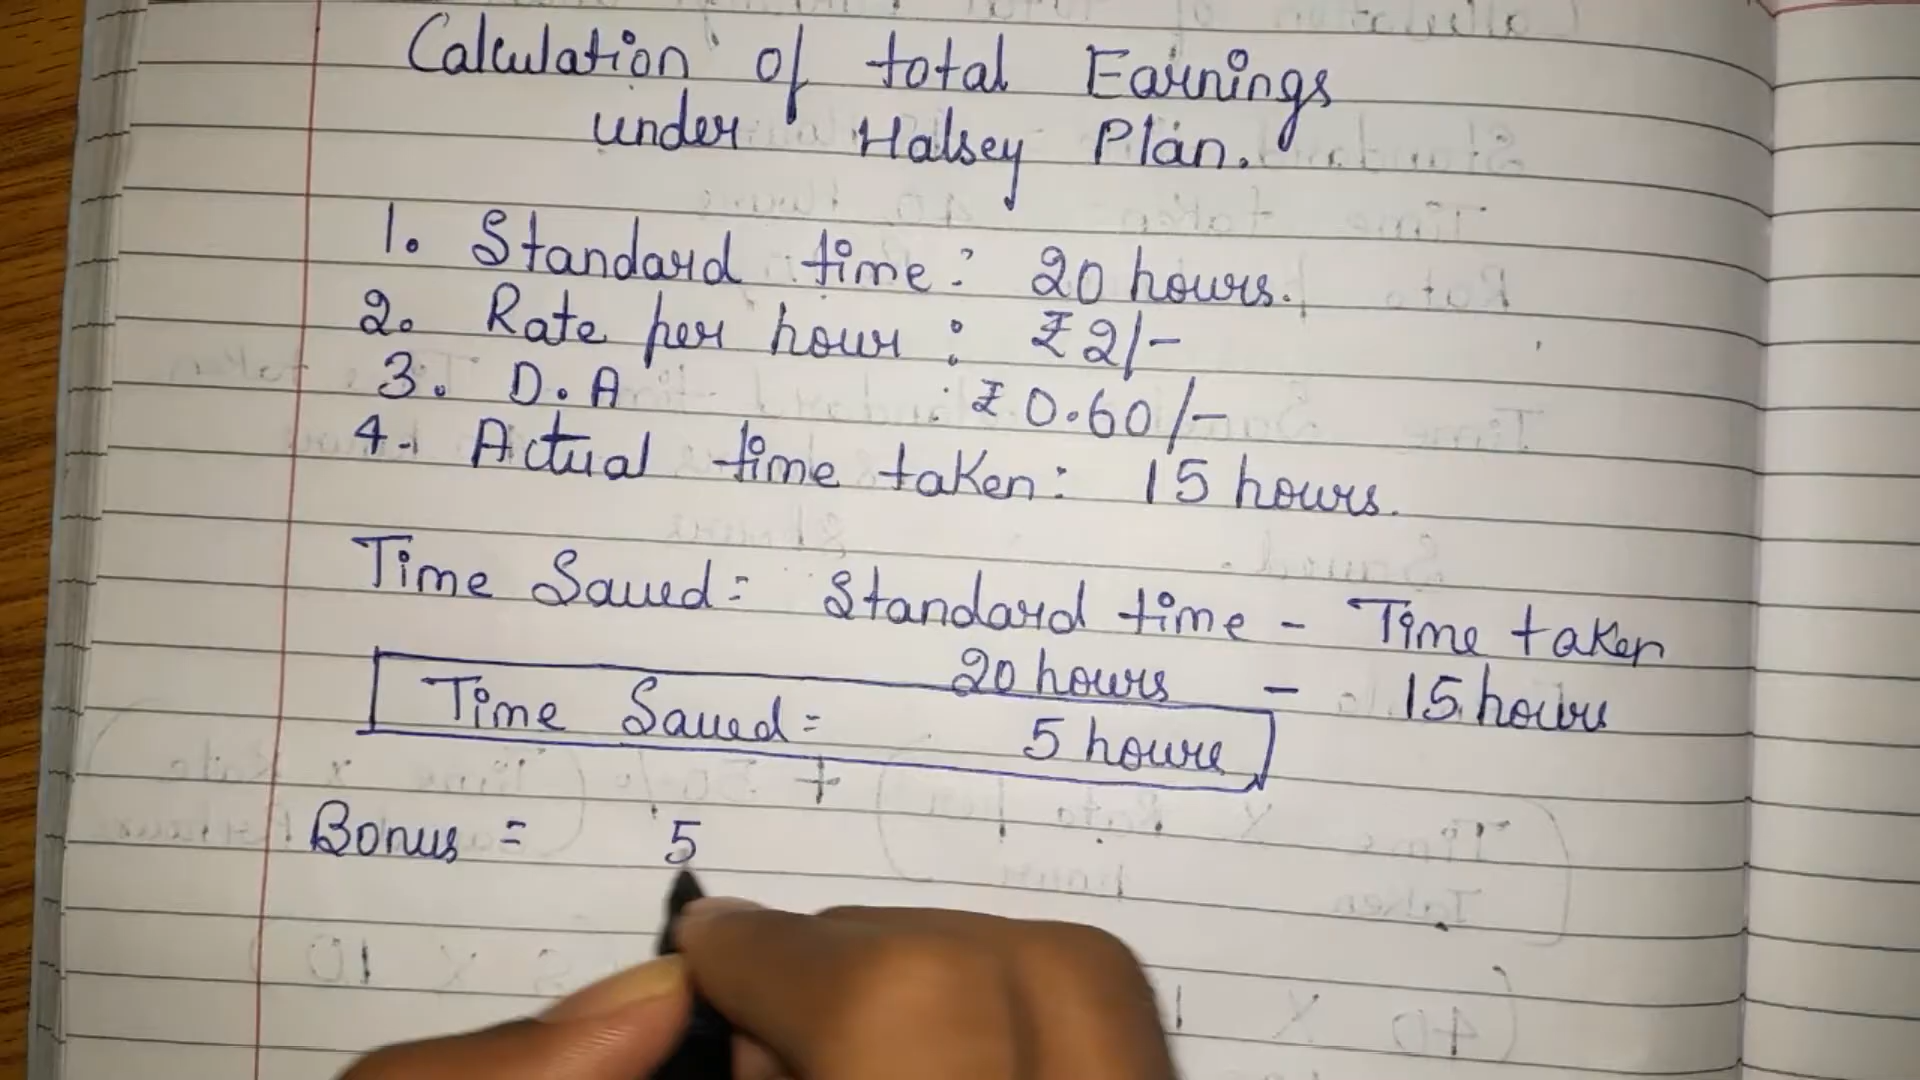 Calculation of total Earnings
under Halsey Plan.
1. Standard time: 20 hours.
2. Rate per hour : ₹2/-
3. D.A : ₹0.60/-
4. Actual time taken: 15 hours.
Time Saved = Standard time - Time taken
20 hours - 15 hours
Time Saved = 5 hours
Bonus = 5